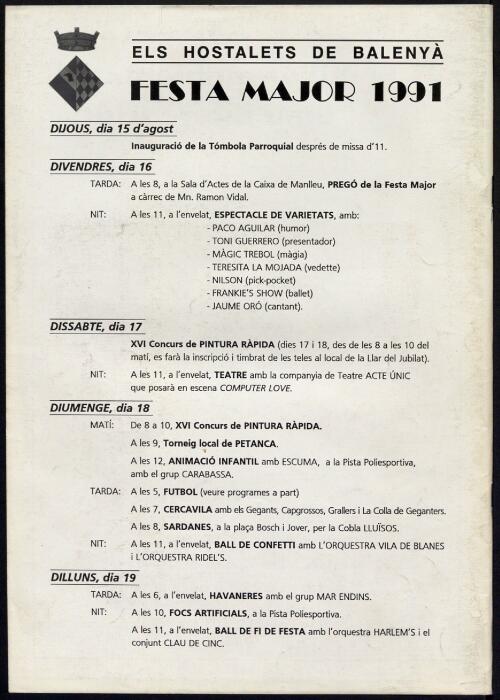 ELS HOSTALETS DE BALENYÀ
FESTA MAJOR 1991
DIJOUS, dia 15 d'agost
Inauguració de la Tómbola Parroquial després de missa d'11.
DIVENDRES, dia 16
TARDA: A les 8, a la Sala d'Actes de la Caixa de Manlleu, PREGÓ de la Festa Major
a càrrec de Mn. Ramon Vidal.
NIT: A les 11, a l'envelat, ESPECTACLE DE VARIETATS, amb:
- PACO AGUILAR (humor)
- TONI GUERRERO (presentador)
- MÀGIC TREBOL (màgia)
- TERESITA LA MOJADA (vedette)
- NILSON (pick-pocket)
- FRANKIE'S SHOW (ballet)
- JAUME ORÓ (cantant).
DISSABTE, dia 17
XVI Concurs de PINTURA RÀPIDA (dies 17 i 18, des de les 8 a les 10 del
matí, es farà la inscripció i timbrat de les teles al local de la Llar del Jubilat).
NIT: A les 11, a l'envelat, TEATRE amb la companyia de Teatre ACTE ÚNIC
que posarà en escena COMPUTER LOVE.
DIUMENGE, dia 18
MATÍ: De 8 a 10, XVI Concurs de PINTURA RÀPIDA.
A les 9, Torneig local de PETANCA.
A les 12, ANIMACIÓ INFANTIL amb ESCUMA, a la Pista Poliesportiva,
amb el grup CARABASSA.
TARDA: A les 5, FUTBOL (veure programes a part)
A les 7, CERCAVILA amb els Gegants, Capgrossos, Grallers i La Colla de Geganters.
A les 8, SARDANES, a la plaça Bosch i Jover, per la Cobla LLUÏSOS.
NIT: A les 11, a l'envelat, BALL DE CONFETTI amb L'ORQUESTRA VILA DE BLANES
i L'ORQUESTRA RIDEL'S.
DILLUNS, dia 19
TARDA: A les 6, a l'envelat, HAVANERES amb el grup MAR ENDINS.
NIT: A les 10, FOCS ARTIFICIALS, a la Pista Poliesportiva.
A les 11, a l'envelat, BALL DE FI DE FESTA amb l'orquestra HARLEM'S i el
conjunt CLAU DE CINC.